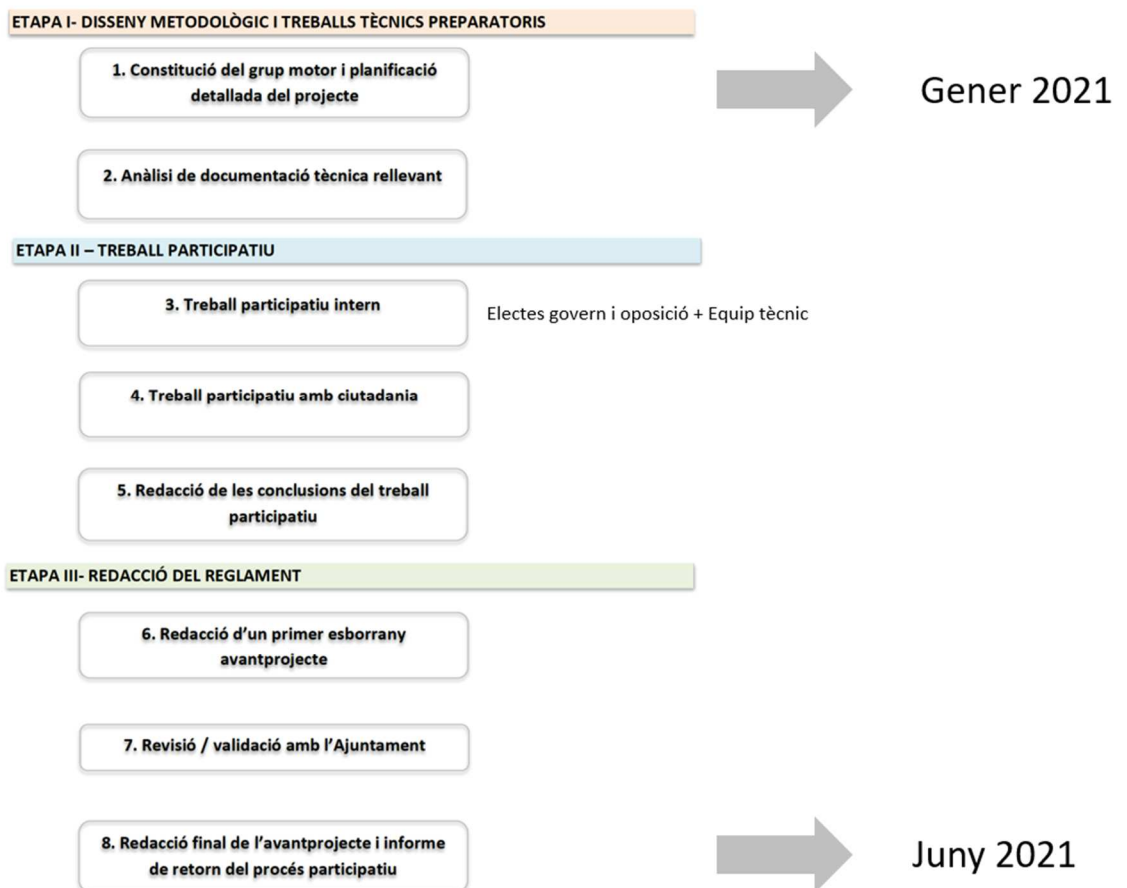 ETAPA I- DISSENY METODOLÒGIC I TREBALLS TÈCNICS PREPARATORIS
1. Constitució del grup motor i planificació
detallada del projecte
Gener 2021
2. Anàlisi de documentació tècnica rellevant
ETAPA II – TREBALL PARTICIPATIU
3. Treball participatiu intern
Electes govern i oposició + Equip tècnic
4. Treball participatiu amb ciutadania
5. Redacció de les conclusions del treball
participatiu
ETAPA III- REDACCIÓ DEL REGLAMENT
6. Redacció d'un primer esborrany
avantprojecte
7. Revisió / validació amb l'Ajuntament
8. Redacció final de l'avantprojecte i informe
de retorn del procés participatiu
Juny 2021